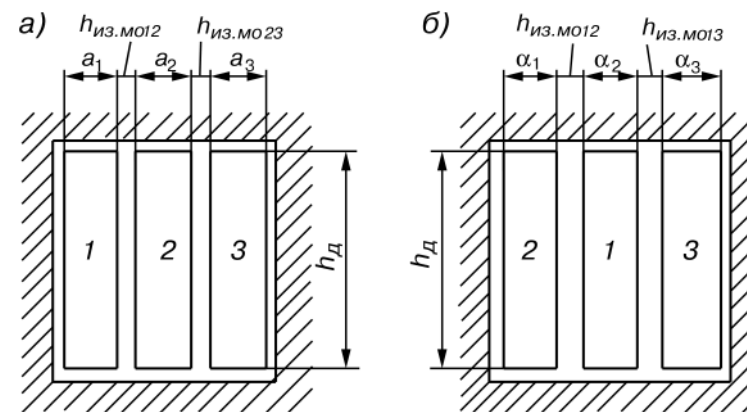 а)
hиз.мо12
hиз.мо23
a₁
a₂
a₃
1
2
3
hд
б)
hиз.мо12
hиз.мо13
α₁
α₂
α₃
hд
2
1
3